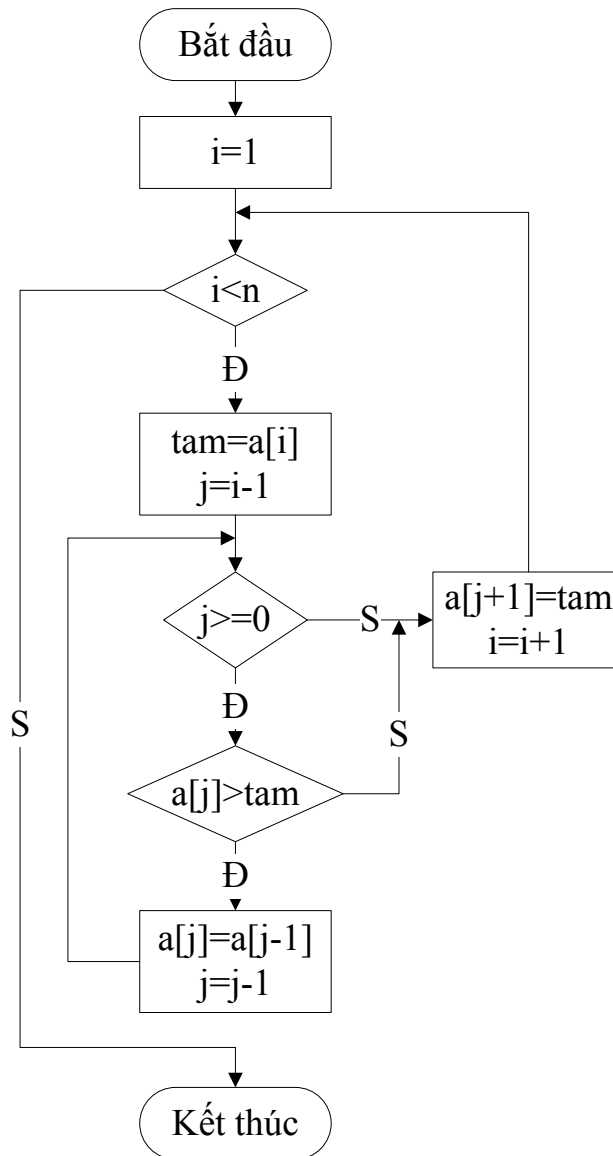 Bắt đầu
i=1
i<n
Đ
tam=a[i]
j=i-1
j>=0
S
a[j+1]=tam
i=i+1
Đ
S
S
a[j]>tam
Đ
a[j]=a[j-1]
j=j-1
Kết thúc